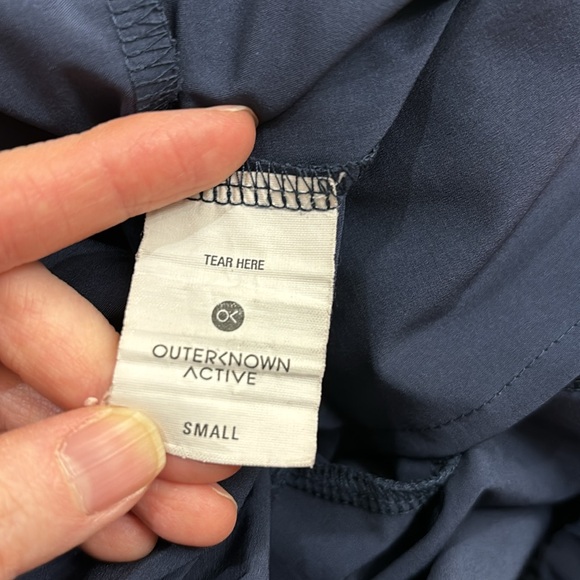 TEAR HERE
OK
OUTERKNOWN
ACTIVE
SMALL